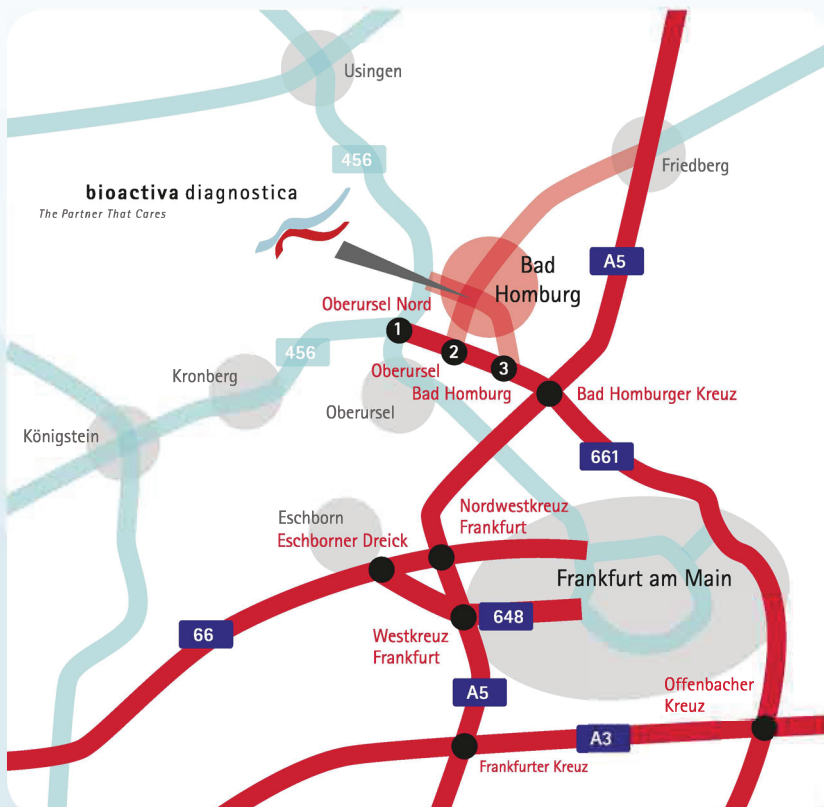 Usingen
456
Friedberg
bioactiva diagnostica
The Partner That Cares
A5
Bad
Homburg
Oberursel Nord
1
456
2
Oberursel
3
Bad Homburg
Kronberg
Oberursel
Bad Homburger Kreuz
Königstein
661
Nordwestkreuz
Frankfurt
Eschborn
Eschborner Dreick
Frankfurt am Main
66
648
Westkreuz
Frankfurt
A5
Offenbacher
Kreuz
A3
Frankfurter Kreuz